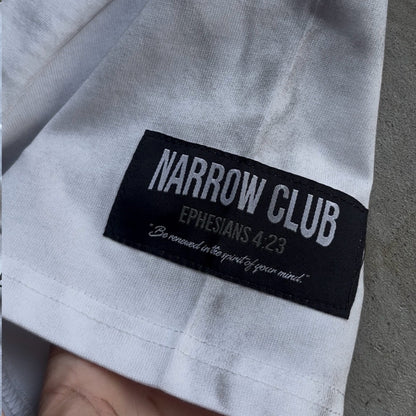 NARROW CLUB
EPHESIANS 4:23
"Be renewed in the spirit of your mind."